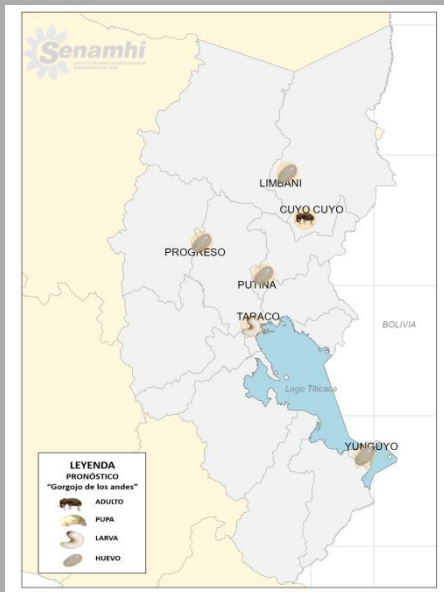 Senamhi
LIMBANI
CUYO CUYO
PROGRESO
PUTINA
TARACO
BOLIVIA
Lago Titicaca
YUNGUYO
LEYENDA
PRONÓSTICO
"Gorgojo de los andes"
ADULTO
PUPA
LARVA
HUEVO